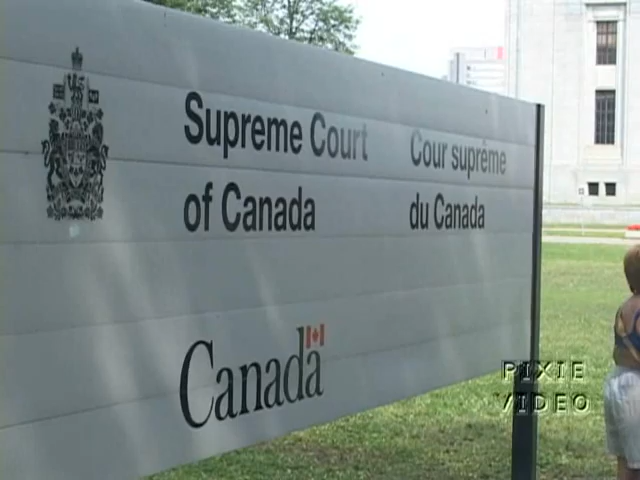 Supreme Court
of Canada
Cour suprême
du Canada
Canada
PIXIE
VIDEO